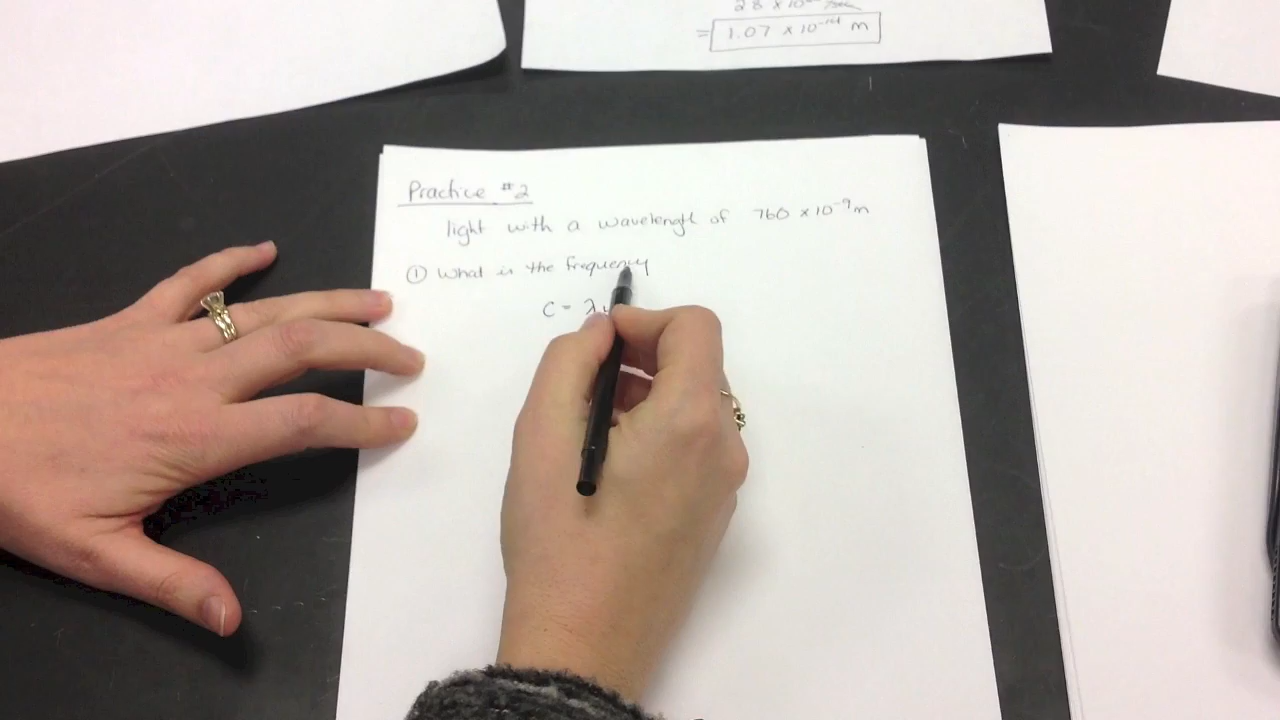 = 1.07 × 10⁻¹⁴ m
Practice #2
light with a wavelength of 760 × 10⁻⁹ m
① What is the frequency
C = λ